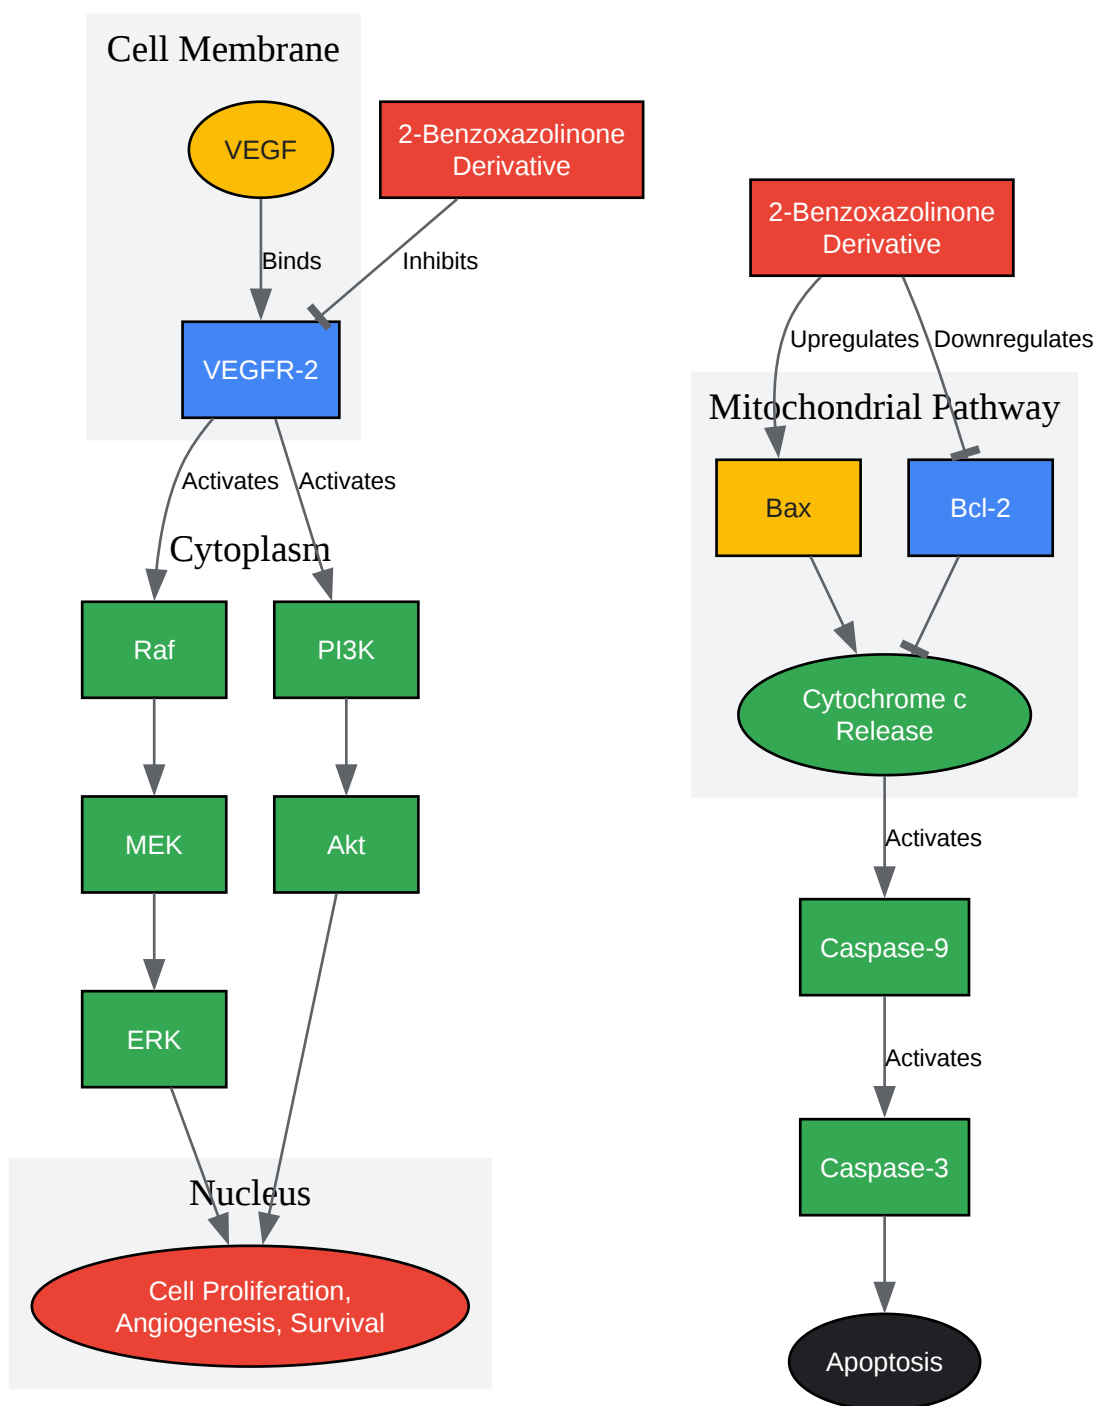 Cell Membrane
VEGF
2-Benzoxazolinone
Derivative
Binds
Inhibits
VEGFR-2
Activates
Activates
Cytoplasm
Raf
PI3K
MEK
Akt
ERK
Nucleus
Cell Proliferation,
Angiogenesis, Survival
2-Benzoxazolinone
Derivative
Upregulates
Downregulates
Mitochondrial Pathway
Bax
Bcl-2
Cytochrome c
Release
Activates
Caspase-9
Activates
Caspase-3
Apoptosis